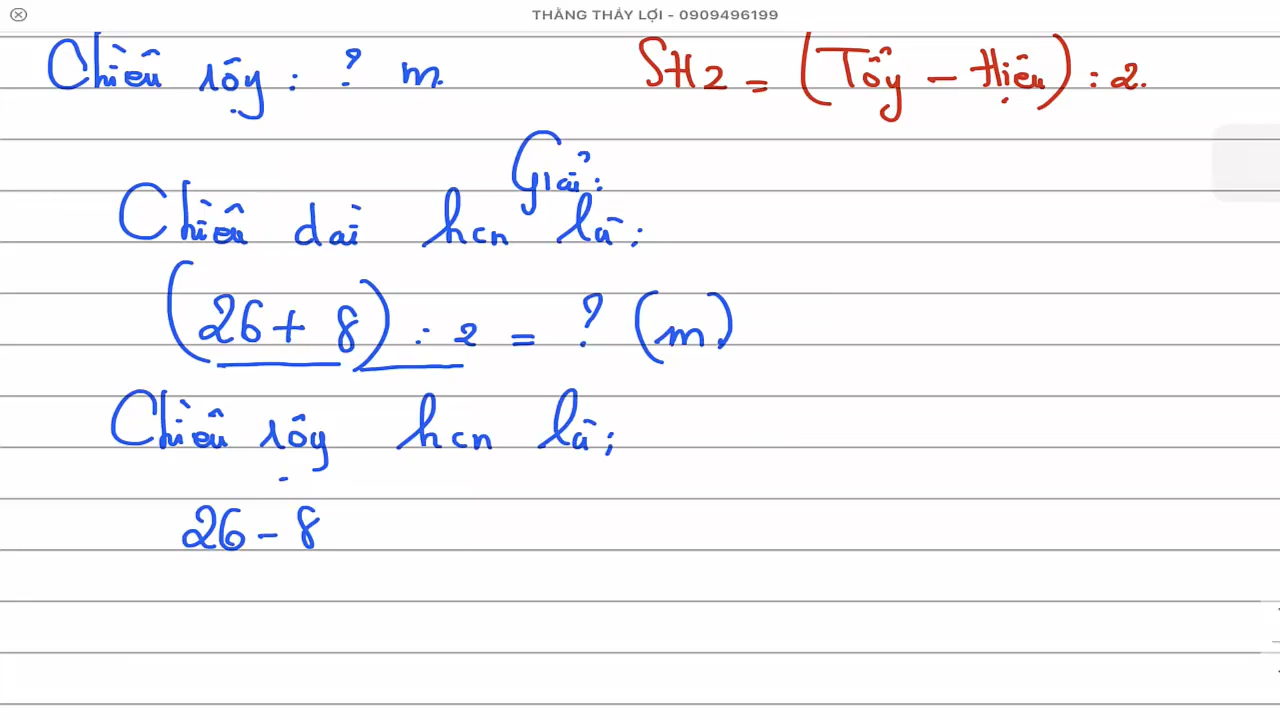 THẰNG THẦY LỢI - 0909496199
Chiều rộng : ? m.
SH2 = (Tổng - Hiệu) : 2.
Giải:
Chiều dài hcn là:
(26 + 8) : 2 = ? (m)
Chiều rộng hcn là:
26 - 8